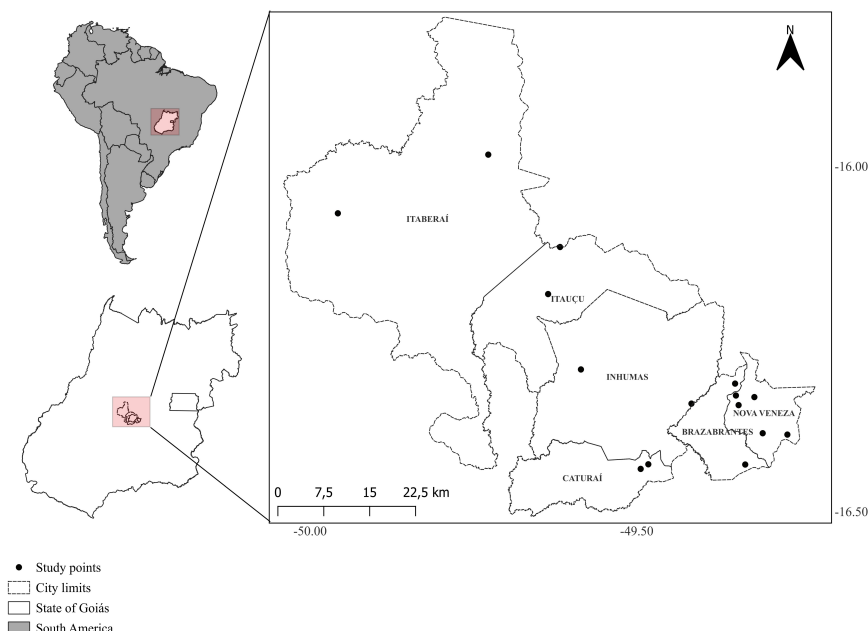 N
-16.00
ITABERAÍ
ITAUÇU
INHUMAS
NOVA VENEZA
BRAZABRANTES
CATURAÍ
0 7,5 15 22,5 km
-16.50
-50.00 -49.50
Study points
City limits
State of Goiás
South America